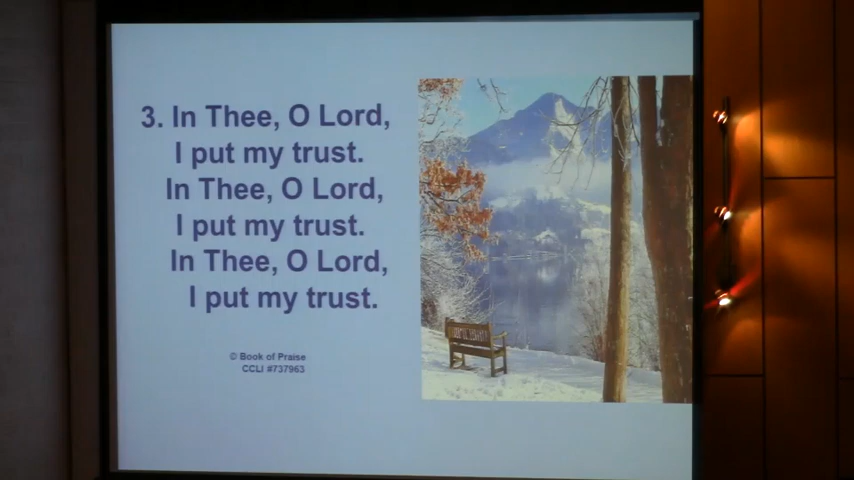 3. In Thee, O Lord,
I put my trust.
In Thee, O Lord,
I put my trust.
In Thee, O Lord,
I put my trust.
© Book of Praise
CCLI #737963